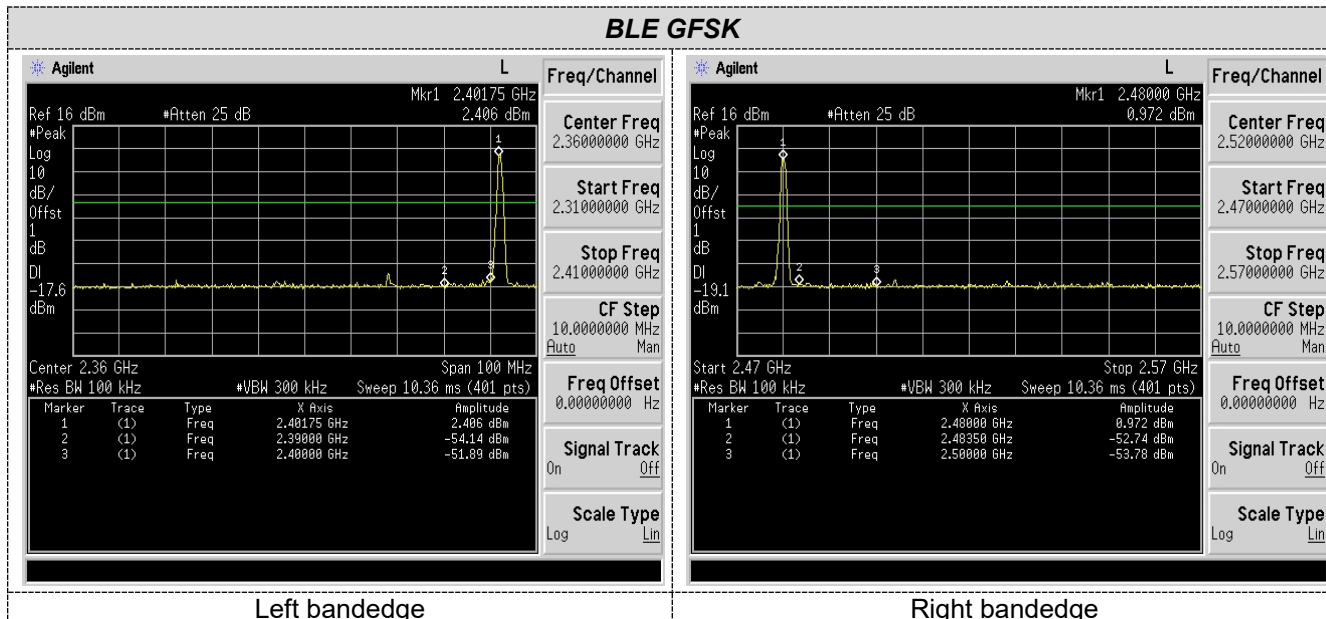 BLE GFSK
Agilent
L
Mkr1 2.40175 GHz
Ref 16 dBm #Atten 25 dB 2.406 dBm
#Peak
Log
10
dB/
Offst
1
dB
DI
-17.6
dBm
1
2
3
Center 2.36 GHz Span 100 MHz
#Res BW 100 kHz #VBW 300 kHz Sweep 10.36 ms (401 pts)
Marker Trace Type X Axis Amplitude
1 (1) Freq 2.40175 GHz 2.406 dBm
2 (1) Freq 2.39000 GHz -54.14 dBm
3 (1) Freq 2.40000 GHz -51.89 dBm
Freq/Channel
Center Freq
2.36000000 GHz
Start Freq
2.31000000 GHz
Stop Freq
2.41000000 GHz
CF Step
10.0000000 MHz
Auto Man
Freq Offset
0.00000000 Hz
Signal Track
On Off
Scale Type
Log Lin
Left bandedge
Agilent
L
Mkr1 2.48000 GHz
Ref 16 dBm #Atten 25 dB 0.972 dBm
#Peak
Log
10
dB/
Offst
1
dB
DI
-19.1
dBm
1
2
3
Start 2.47 GHz Stop 2.57 GHz
#Res BW 100 kHz #VBW 300 kHz Sweep 10.36 ms (401 pts)
Marker Trace Type X Axis Amplitude
1 (1) Freq 2.48000 GHz 0.972 dBm
2 (1) Freq 2.48350 GHz -52.74 dBm
3 (1) Freq 2.50000 GHz -53.78 dBm
Freq/Channel
Center Freq
2.52000000 GHz
Start Freq
2.47000000 GHz
Stop Freq
2.57000000 GHz
CF Step
10.0000000 MHz
Auto Man
Freq Offset
0.00000000 Hz
Signal Track
On Off
Scale Type
Log Lin
Right bandedge